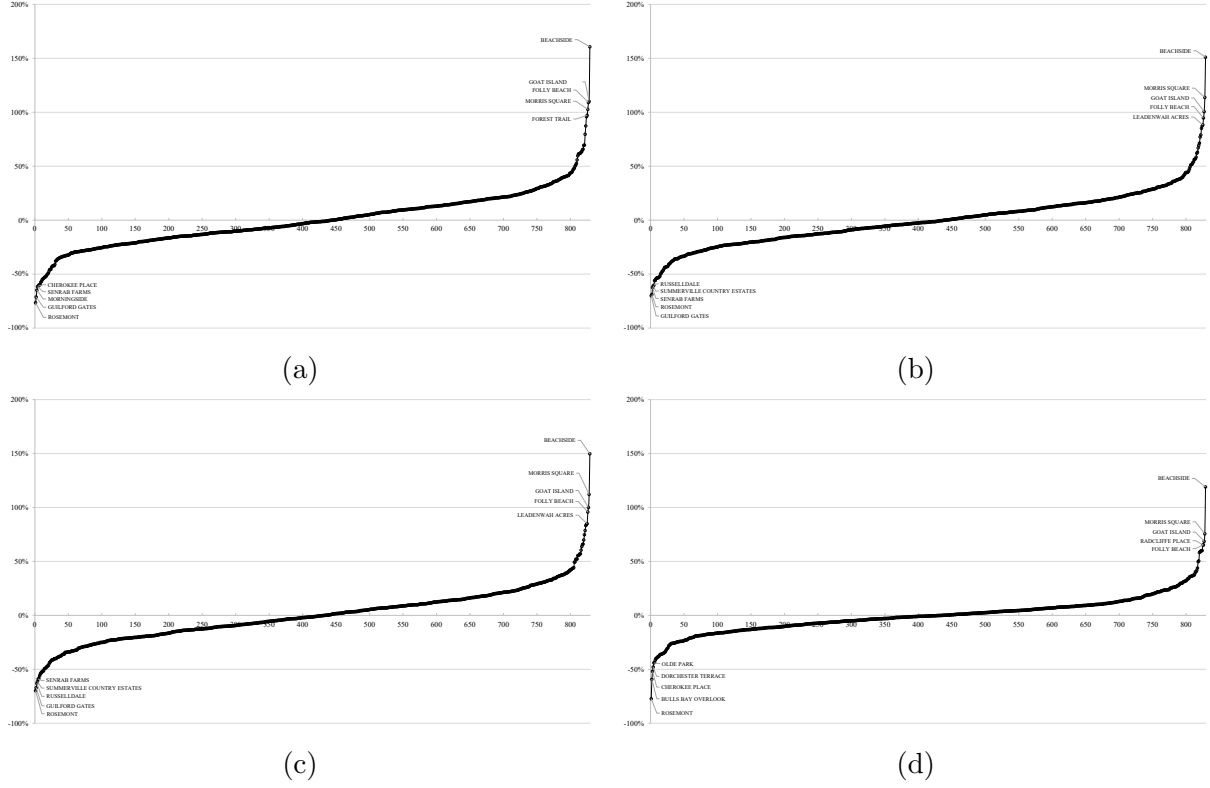 200%
BEACHSIDE
150%
GOAT ISLAND
FOLLY BEACH
MORRIS SQUARE
100%
FOREST TRAIL
50%
0%
0 50 100 150 200 250 300 350 400 450 500 550 600 650 700 750 800
-50%
CHEROKEE PLACE
SENRAB FARMS
MORNINGSIDE
GUILFORD GATES
ROSEMONT
-100%
(a)
200%
BEACHSIDE
150%
MORRIS SQUARE
GOAT ISLAND
FOLLY BEACH
100%
LEADENWAH ACRES
50%
0%
0 50 100 150 200 250 300 350 400 450 500 550 600 650 700 750 800
-50%
RUSSELLDALE
SUMMERVILLE COUNTRY ESTATES
SENRAB FARMS
ROSEMONT
GUILFORD GATES
-100%
(b)
200%
BEACHSIDE
150%
MORRIS SQUARE
GOAT ISLAND
FOLLY BEACH
100%
LEADENWAH ACRES
50%
0%
0 50 100 150 200 250 300 350 400 450 500 550 600 650 700 750 800
-50%
SENRAB FARMS
SUMMERVILLE COUNTRY ESTATES
RUSSELLDALE
GUILFORD GATES
ROSEMONT
-100%
(c)
200%
150%
BEACHSIDE
100%
MORRIS SQUARE
GOAT ISLAND
RADCLIFFE PLACE
FOLLY BEACH
50%
0%
0 50 100 150 200 250 300 350 400 450 500 550 600 650 700 750 800
OLDE PARK
-50%
DORCHESTER TERRACE
CHEROKEE PLACE
BULLS BAY OVERLOOK
ROSEMONT
-100%
(d)